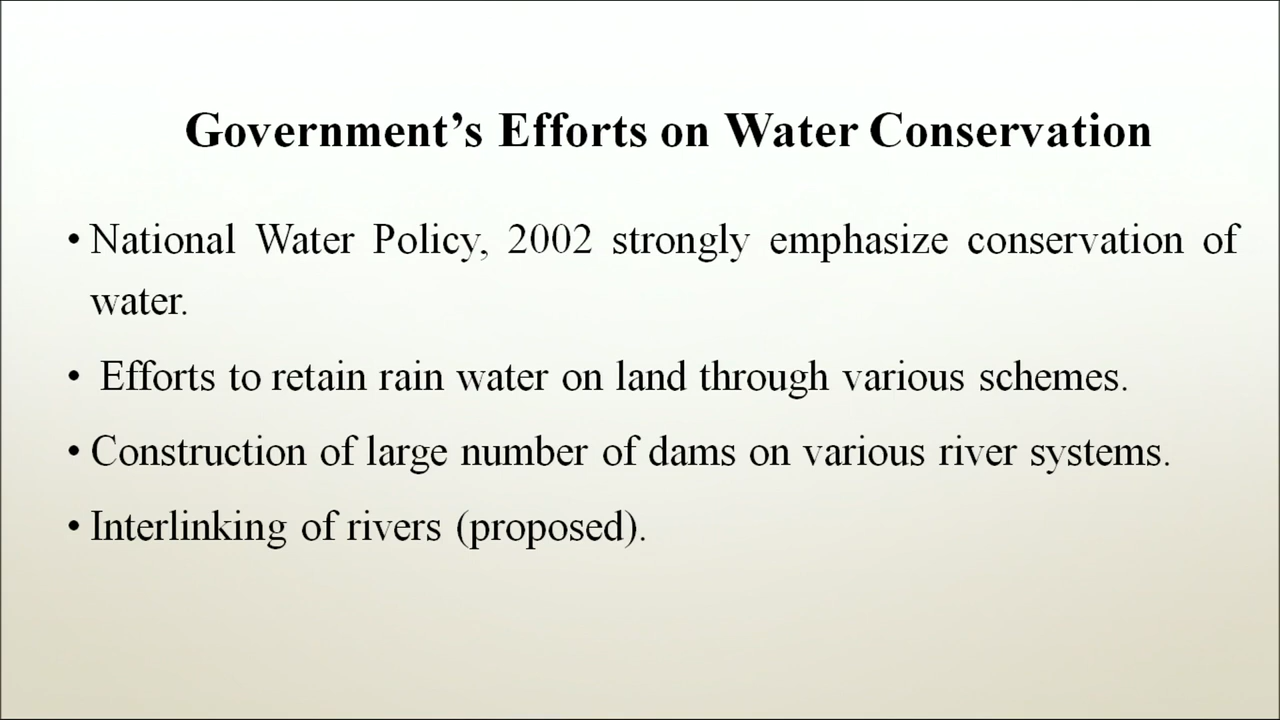 Government’s Efforts on Water Conservation
• National Water Policy, 2002 strongly emphasize conservation of
water.
• Efforts to retain rain water on land through various schemes.
• Construction of large number of dams on various river systems.
• Interlinking of rivers (proposed).